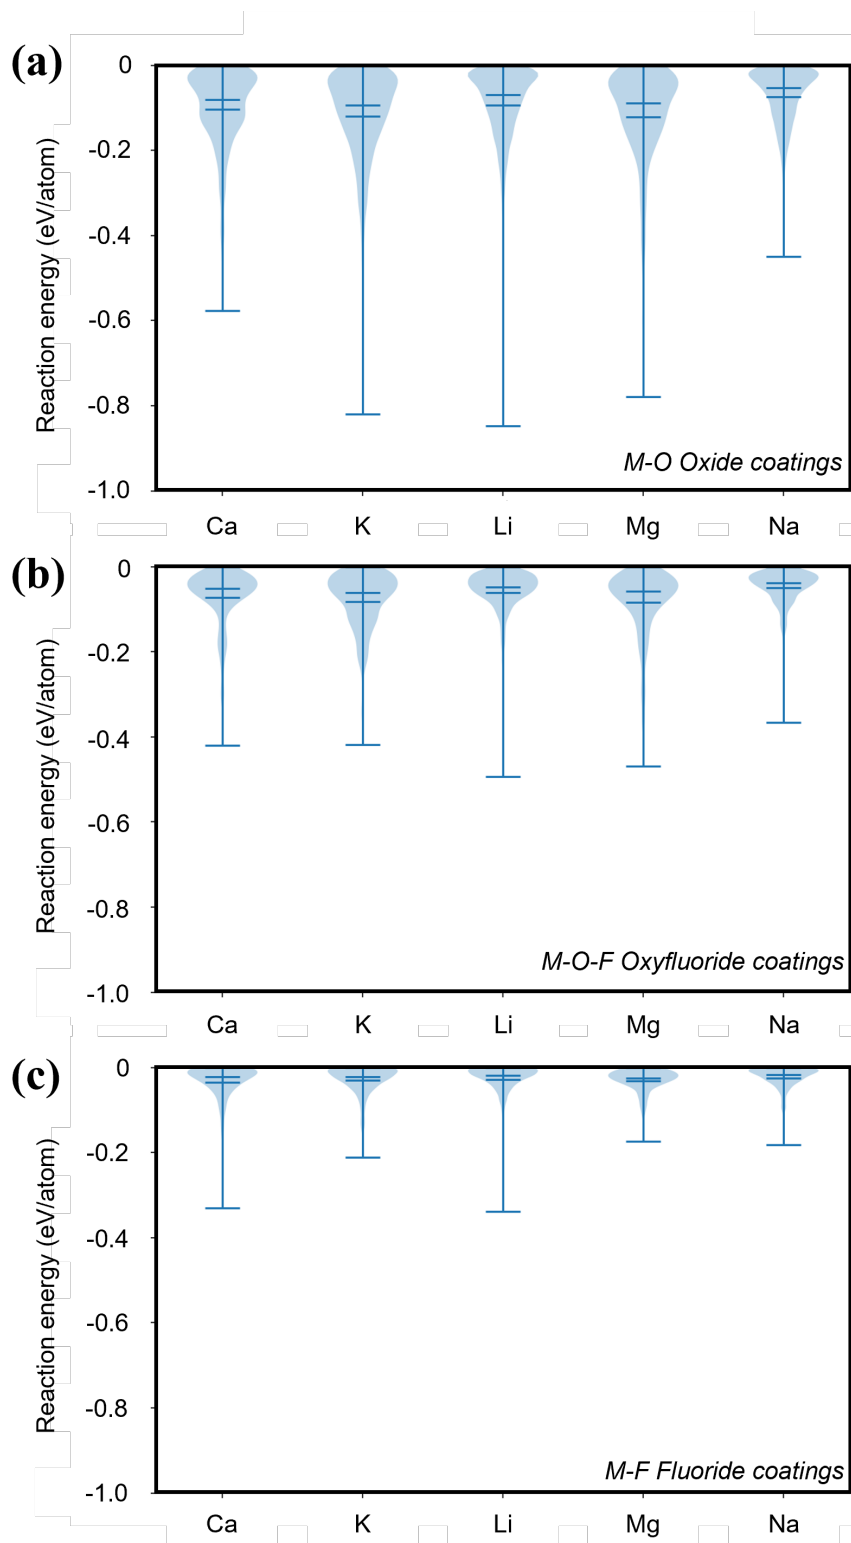 (a)
Reaction energy (eV/atom)
0
-0.2
-0.4
-0.6
-0.8
-1.0
M-O Oxide coatings
Ca K Li Mg Na
(b)
Reaction energy (eV/atom)
0
-0.2
-0.4
-0.6
-0.8
-1.0
M-O-F Oxyfluoride coatings
Ca K Li Mg Na
(c)
Reaction energy (eV/atom)
0
-0.2
-0.4
-0.6
-0.8
-1.0
M-F Fluoride coatings
Ca K Li Mg Na